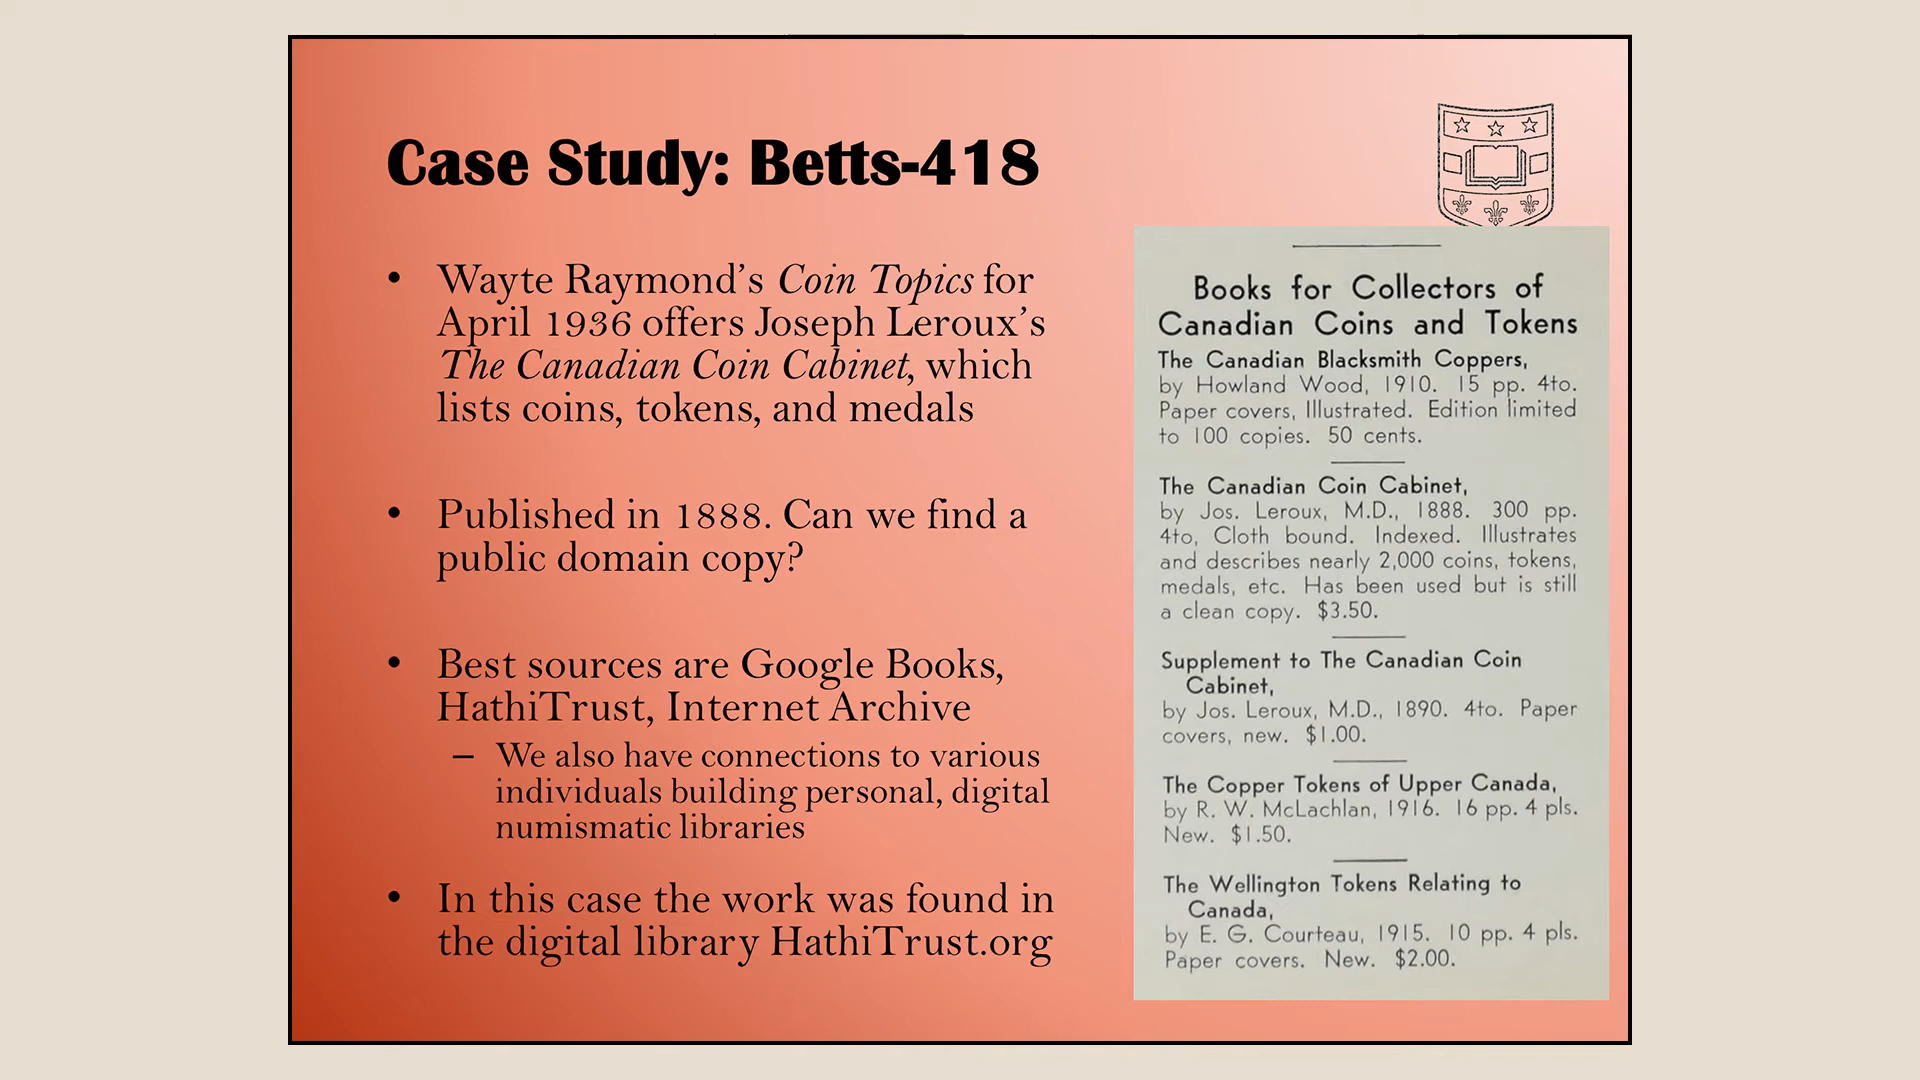 Case Study: Betts-418
• Wayte Raymond’s Coin Topics for
April 1936 offers Joseph Leroux’s
The Canadian Coin Cabinet, which
lists coins, tokens, and medals
• Published in 1888. Can we find a
public domain copy?
• Best sources are Google Books,
HathiTrust, Internet Archive
– We also have connections to various
individuals building personal, digital
numismatic libraries
• In this case the work was found in
the digital library HathiTrust.org
Books for Collectors of
Canadian Coins and Tokens
The Canadian Blacksmith Coppers,
by Howland Wood, 1910. 15 pp. 4to.
Paper covers, Illustrated. Edition limited
to 100 copies. 50 cents.
The Canadian Coin Cabinet,
by Jos. Leroux, M.D., 1888. 300 pp.
4to, Cloth bound. Indexed. Illustrates
and describes nearly 2,000 coins, tokens,
medals, etc. Has been used but is still
a clean copy. $3.50.
Supplement to The Canadian Coin
Cabinet,
by Jos. Leroux, M.D., 1890. 4to. Paper
covers, new. $1.00.
The Copper Tokens of Upper Canada,
by R. W. McLachlan, 1916. 16 pp. 4 pls.
New. $1.50.
The Wellington Tokens Relating to
Canada,
by E. G. Courteau, 1915. 10 pp. 4 pls.
Paper covers. New. $2.00.